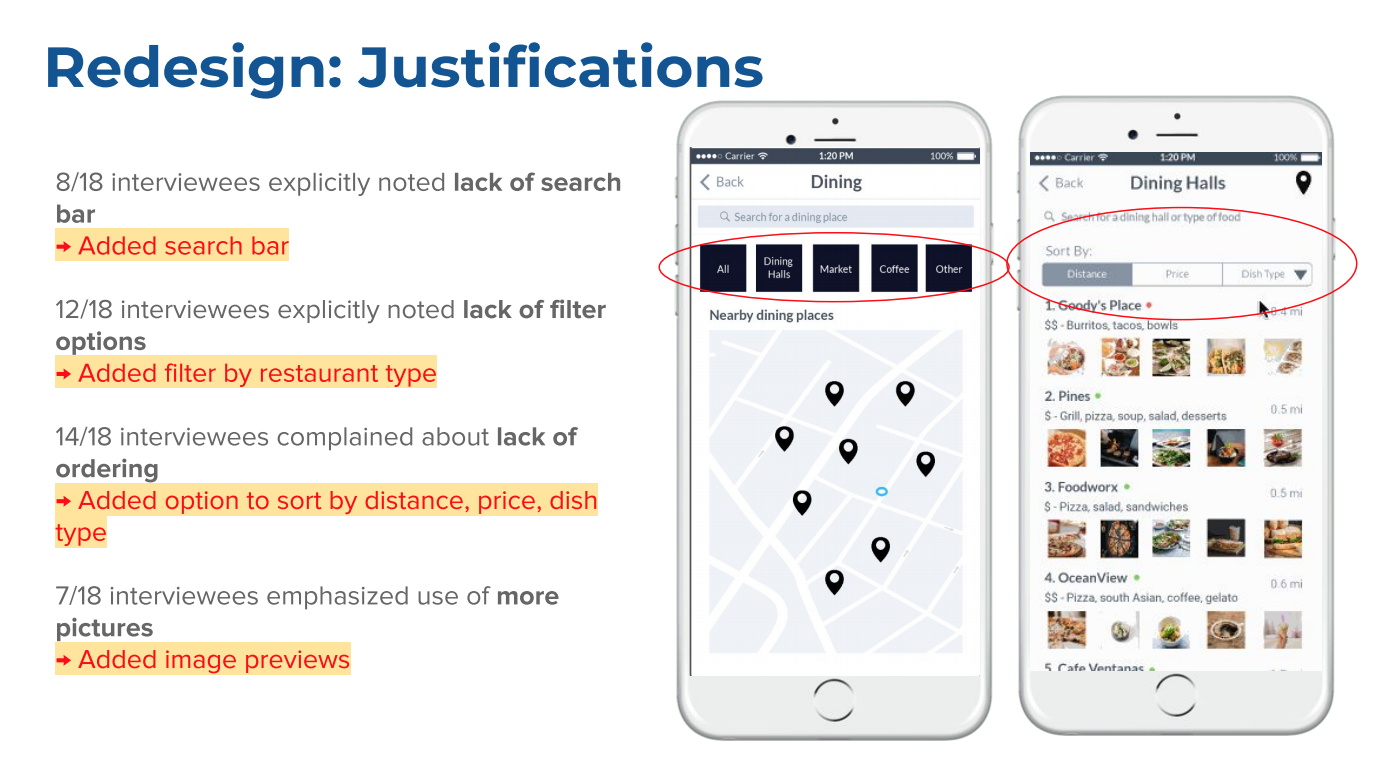 Redesign: Justifications
8/18 interviewees explicitly noted lack of search
bar
→ Added search bar
12/18 interviewees explicitly noted lack of filter
options
→ Added filter by restaurant type
14/18 interviewees complained about lack of
ordering
→ Added option to sort by distance, price, dish
type
7/18 interviewees emphasized use of more
pictures
→ Added image previews
Carrier 1:20 PM 100%
Back Dining
Search for a dining place
All Dining Halls Market Coffee Other
Nearby dining places
Carrier 1:20 PM 100%
Back Dining Halls
Search for a dining hall or type of food
Sort By:
Distance Price Dish Type
1. Goody's Place
0.4 mi
$$ - Burritos, tacos, bowls
2. Pines
0.5 mi
$ - Grill, pizza, soup, salad, desserts
3. Foodworx
0.5 mi
$ - Pizza, salad, sandwiches
4. OceanView
0.6 mi
$$ - Pizza, south Asian, coffee, gelato
5. Cafe Ventanas